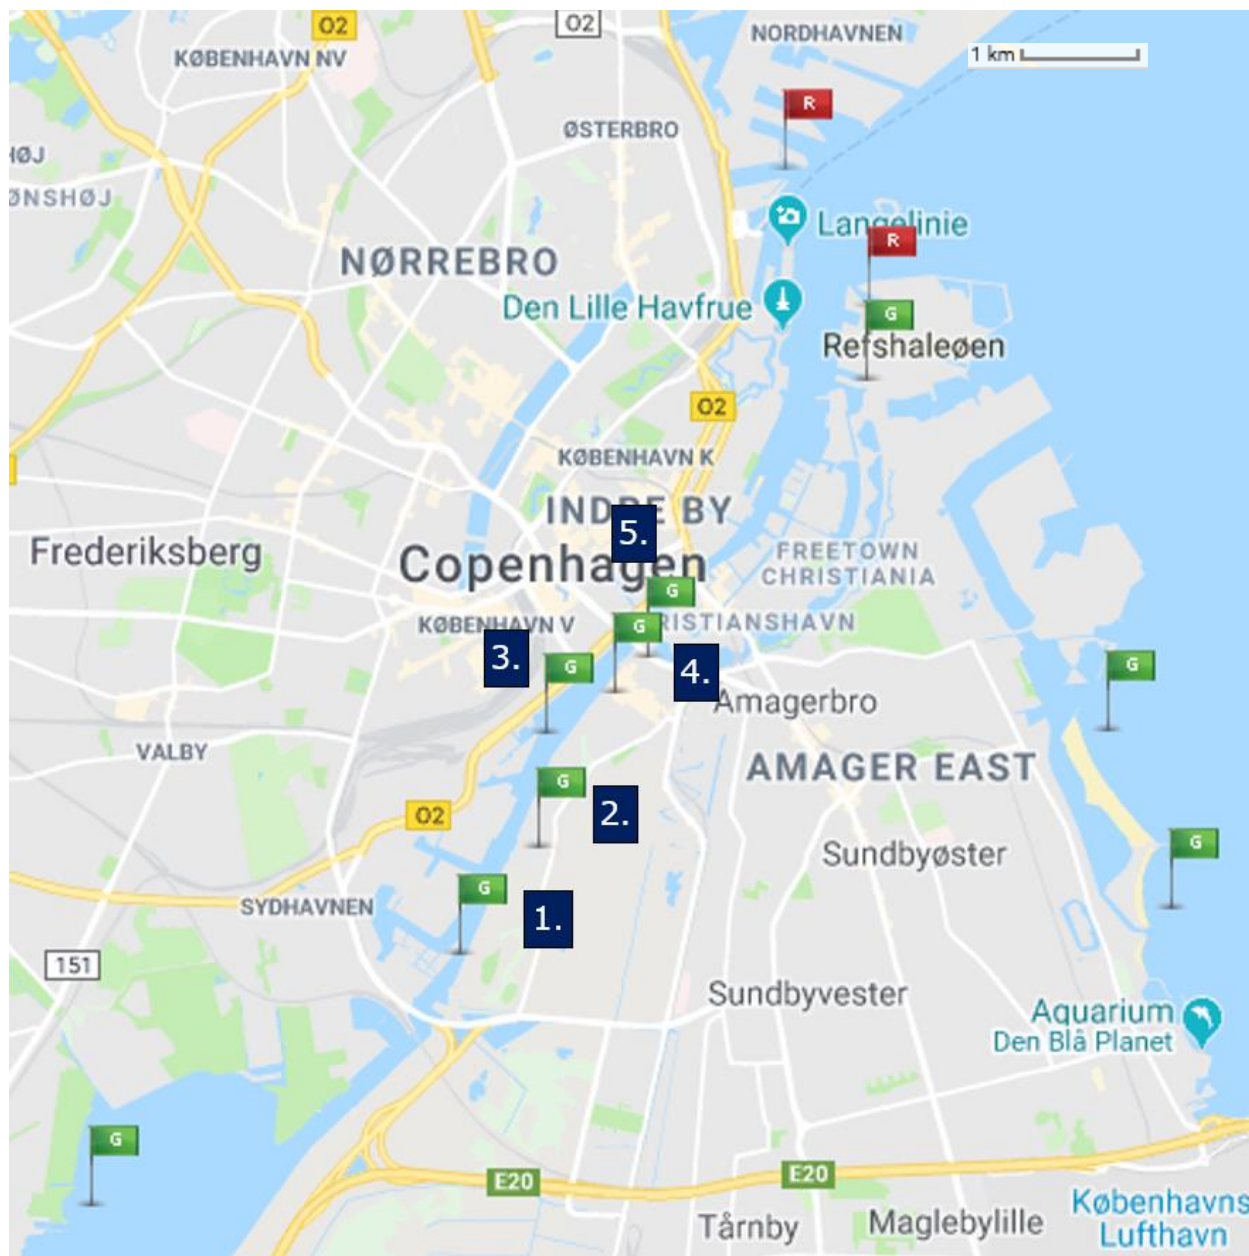 O2
O2
NORDHAVNEN
KØBENHAVN NV
1 km
R
ØSTERBRO
HØJ
ØNSHØJ
Langelinie
R
NØRREBRO
Den Lille Havfrue
G
Refshaleøen
O2
KØBENHAVN K
INDRE BY
5.
Frederiksberg
Copenhagen
FREETOWN
CHRISTIANIA
G
KØBENHAVN V
G
RISTIANSHAVN
3.
G
4.
G
Amagerbro
VALBY
AMAGER EAST
G
2.
O2
G
Sundbyøster
G
SYDHAVNEN
1.
151
Sundbyvester
Aquarium
Den Blå Planet
G
E20
E20
Københavns
Lufthavn
Tårnby
Maglebylille